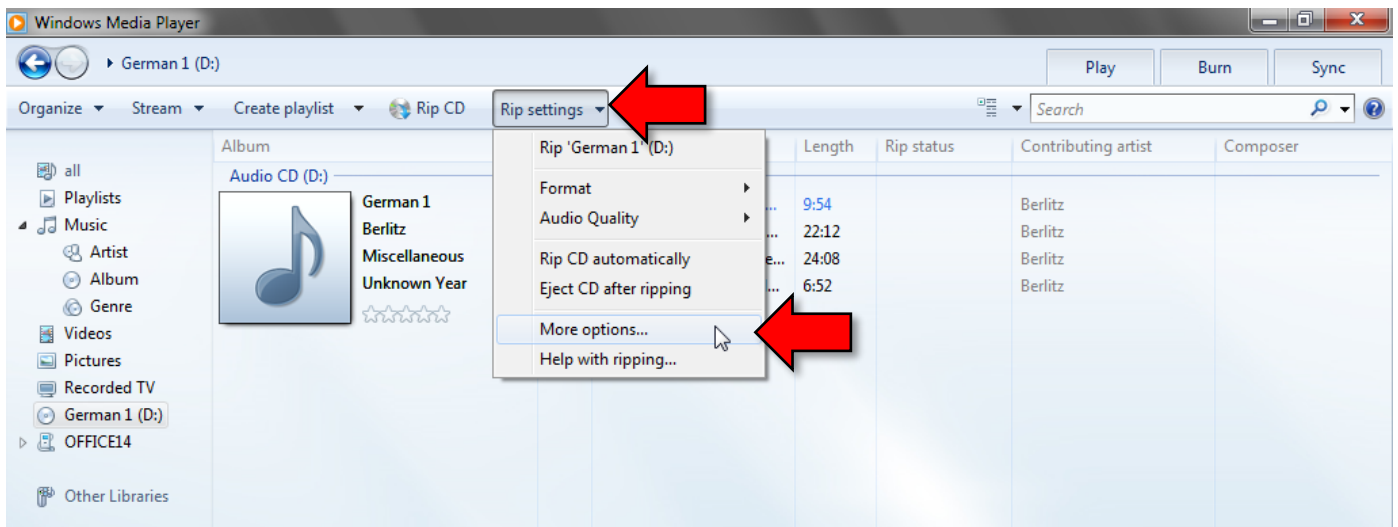 Windows Media Player
German 1 (D:)
Play Burn Sync
Organize Stream Create playlist Rip CD Rip settings Search
Album Length Rip status Contributing artist Composer
all
Playlists
Music
Artist
Album
Genre
Videos
Pictures
Recorded TV
German 1 (D:)
OFFICE14
Other Libraries
Audio CD (D:)
German 1
Berlitz
Miscellaneous
Unknown Year
Rip 'German 1' (D:)
Format
Audio Quality
Rip CD automatically
Eject CD after ripping
More options...
Help with ripping...
... 9:54 Berlitz
... 22:12 Berlitz
e... 24:08 Berlitz
... 6:52 Berlitz